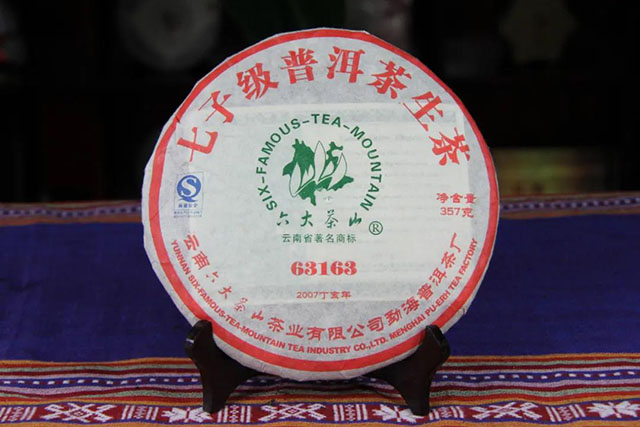 七子级普洱茶生茶
SIX-FAMOUS-TEA-MOUNTAIN
六大茶山
®
云南省著名商标
净含量
357克
63163
2007丁亥年
云南六大茶山茶业有限公司勐海普洱茶厂
YUNNAN SIX-FAMOUS-TEA-MOUNTAIN TEA INDUSTRY CO.,LTD. MENGHAI PU-ERH TEA FACTORY